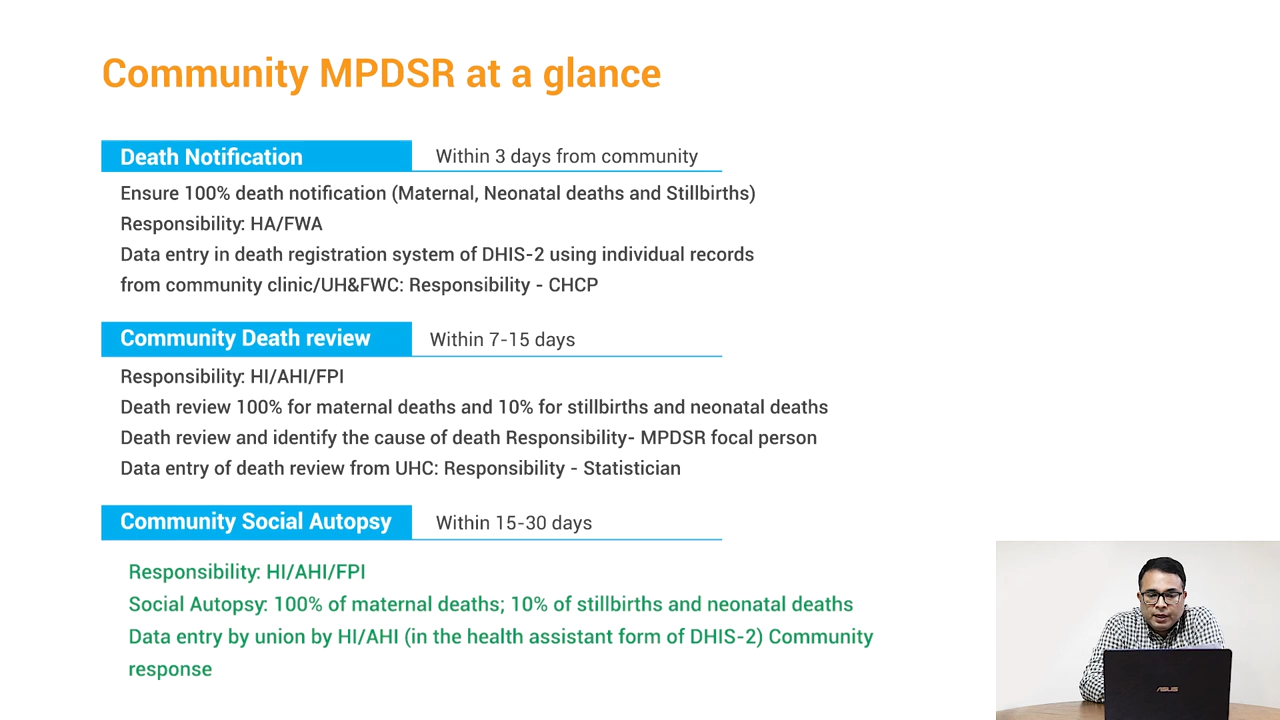 Community MPDSR at a glance
Death Notification Within 3 days from community
Ensure 100% death notification (Maternal, Neonatal deaths and Stillbirths)
Responsibility: HA/FWA
Data entry in death registration system of DHIS-2 using individual records
from community clinic/UH&FWC: Responsibility - CHCP
Community Death review Within 7-15 days
Responsibility: HI/AHI/FPI
Death review 100% for maternal deaths and 10% for stillbirths and neonatal deaths
Death review and identify the cause of death Responsibility- MPDSR focal person
Data entry of death review from UHC: Responsibility - Statistician
Community Social Autopsy Within 15-30 days
Responsibility: HI/AHI/FPI
Social Autopsy: 100% of maternal deaths; 10% of stillbirths and neonatal deaths
Data entry by union by HI/AHI (in the health assistant form of DHIS-2) Community
response
ASUS